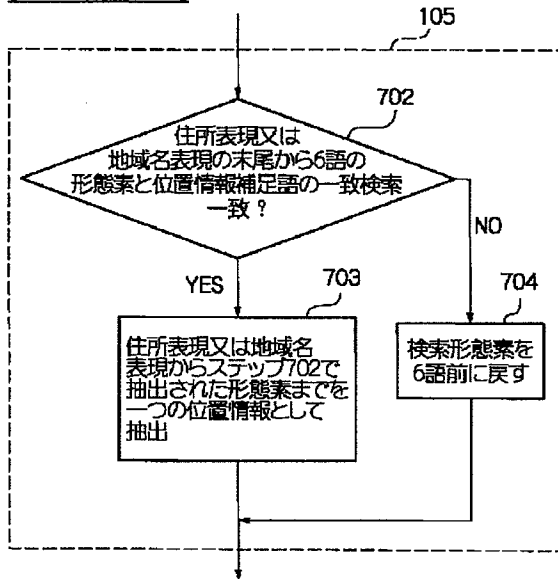 105
702
住所表現又は
地域名表現の末尾から6語の
形態素と位置情報補足語の一致検索
一致？
NO
YES
703
704
住所表現又は地域名
表現からステップ702で
抽出された形態素までを
一つの位置情報として
抽出
検索形態素を
6語前に戻す